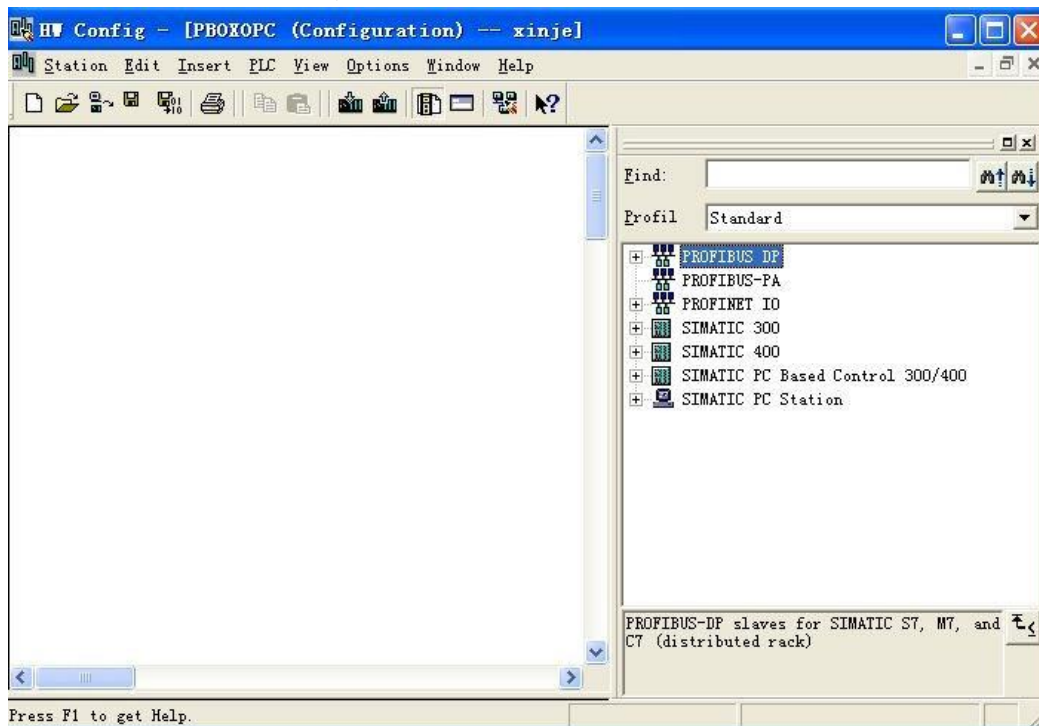 HW Config - [PBOXOPC (Configuration) -- xinje]
Station Edit Insert PLC View Options Window Help
Find:
Profil Standard
PROFIBUS DP
PROFIBUS-PA
PROFINET IO
SIMATIC 300
SIMATIC 400
SIMATIC PC Based Control 300/400
SIMATIC PC Station
PROFIBUS-DP slaves for SIMATIC S7, M7, and
C7 (distributed rack)
Press F1 to get Help.